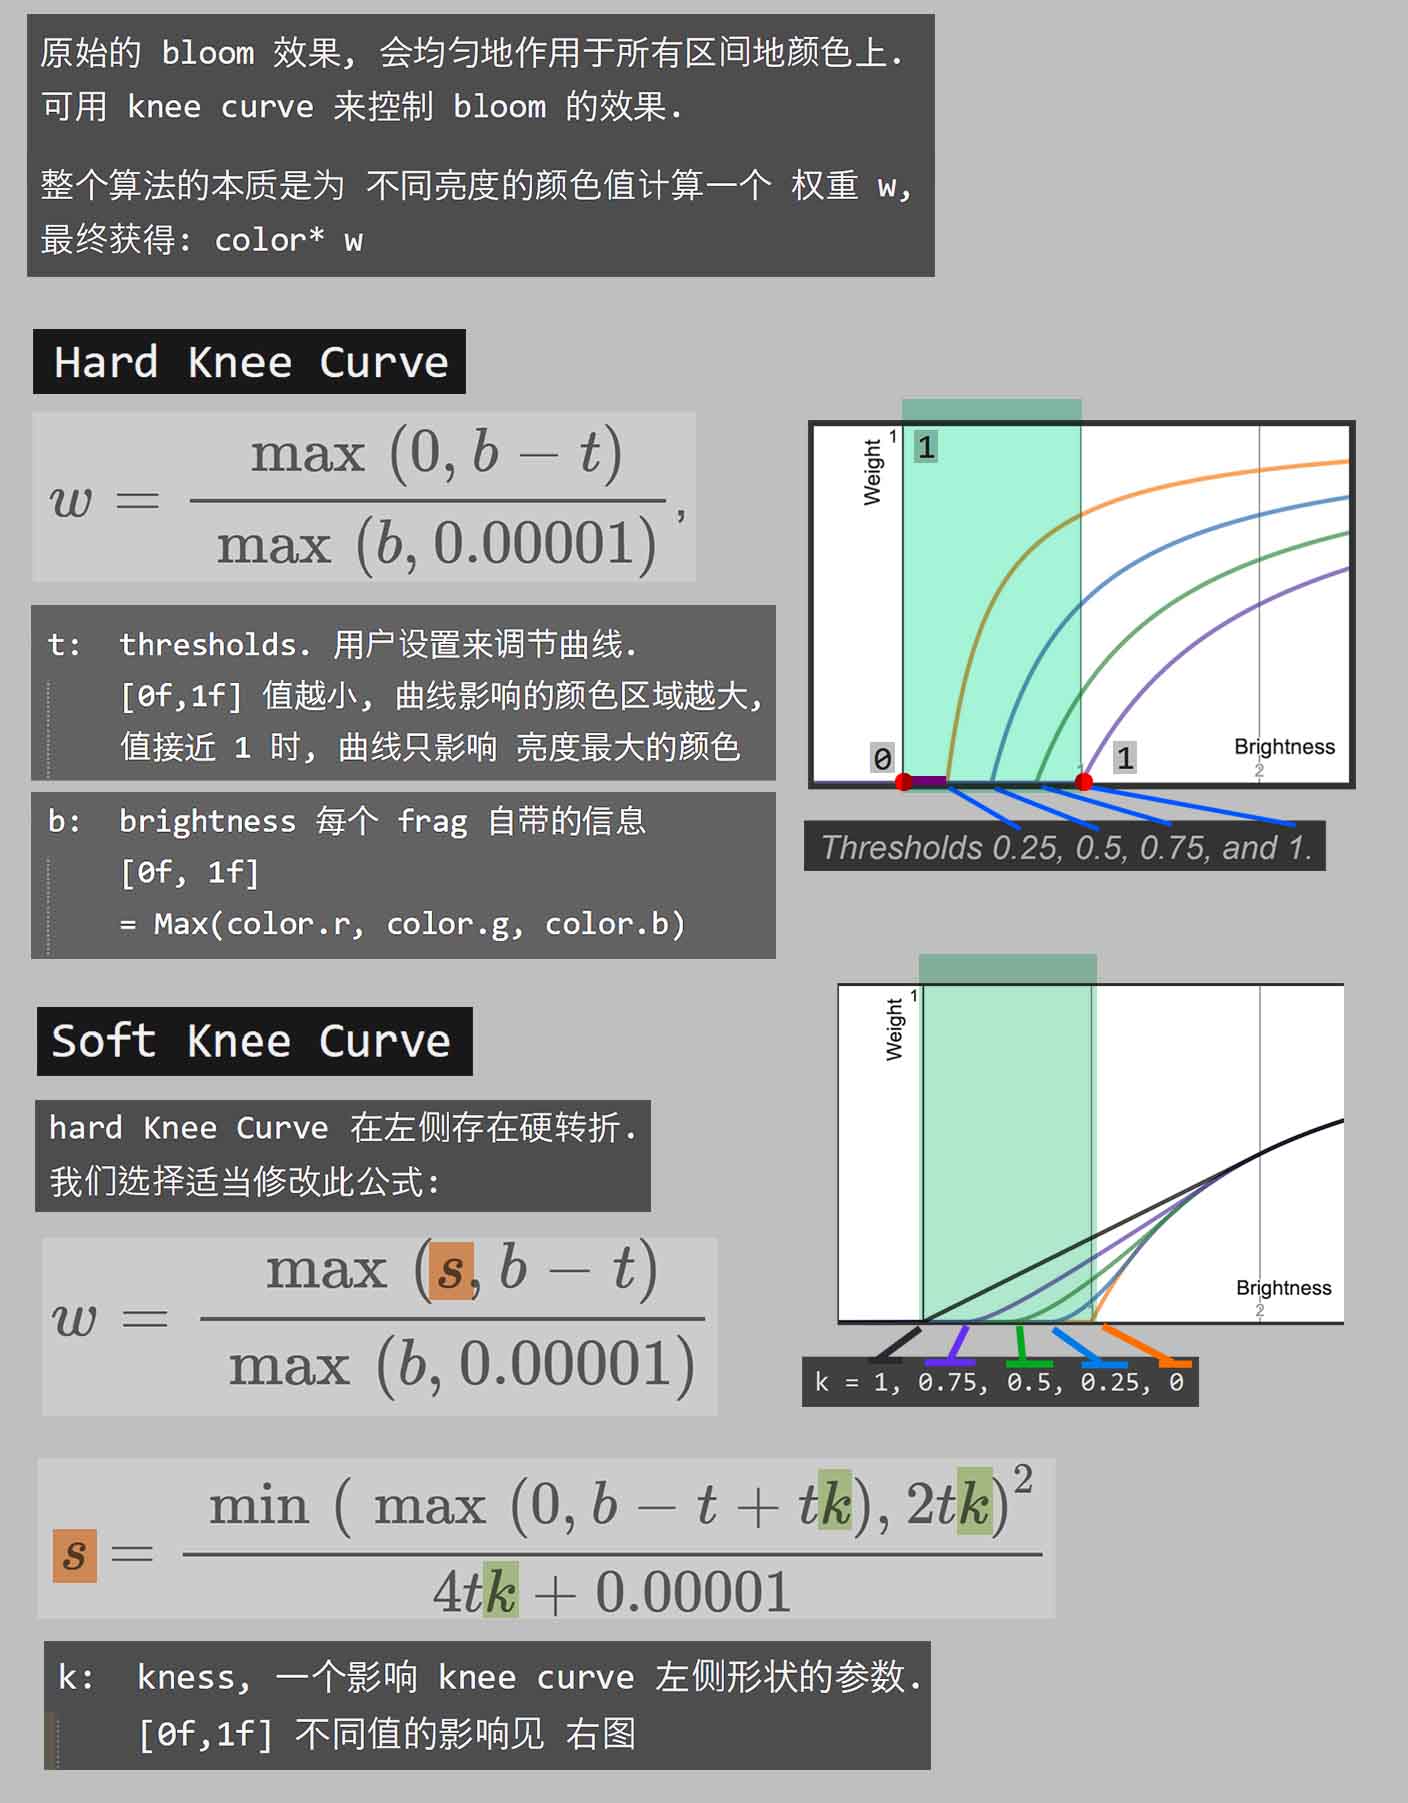 原始的 bloom 效果, 会均匀地作用于所有区间地颜色上.
可用 knee curve 来控制 bloom 的效果.
整个算法的本质是为 不同亮度的颜色值计算一个 权重 w,
最终获得: color* w
Hard Knee Curve
w = max (0, b − t) / max (b, 0.00001),
t: thresholds. 用户设置来调节曲线.
[0f,1f] 值越小, 曲线影响的颜色区域越大,
值接近 1 时, 曲线只影响 亮度最大的颜色
b: brightness 每个 frag 自带的信息
[0f, 1f]
= Max(color.r, color.g, color.b)
Weight
1
1
0
1
1
Brightness
2
Thresholds 0.25, 0.5, 0.75, and 1.
Soft Knee Curve
hard Knee Curve 在左侧存在硬转折.
我们选择适当修改此公式:
w = max (s, b − t) / max (b, 0.00001)
Weight
1
1
Brightness
2
k = 1, 0.75, 0.5, 0.25, 0
s = min ( max (0, b − t + tk), 2tk)² / 4tk + 0.00001
k: kness, 一个影响 knee curve 左侧形状的参数.
[0f,1f] 不同值的影响见 右图